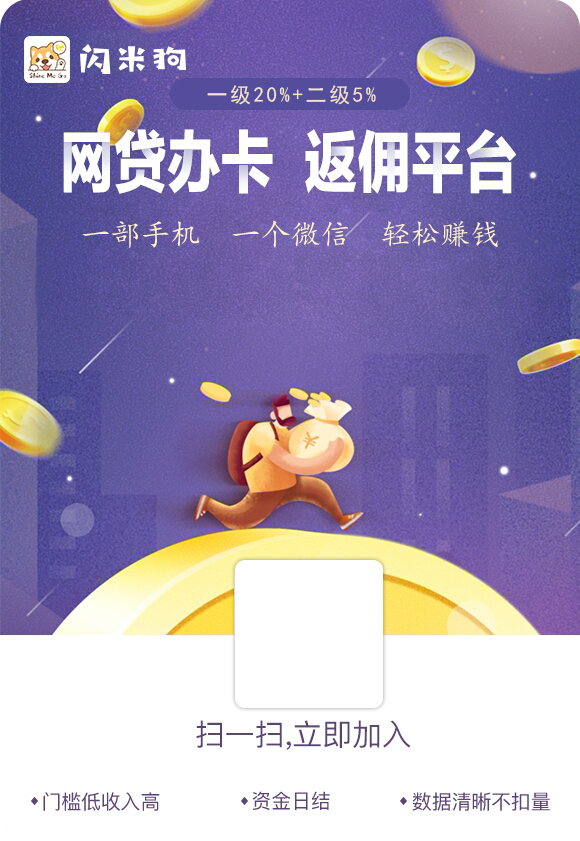 闪米狗
Shine Me Go
一级20%+二级5%
网贷办卡 返佣平台
一部手机 一个微信 轻松赚钱
¥
扫一扫,立即加入
门槛低收入高
资金日结
数据清晰不扣量